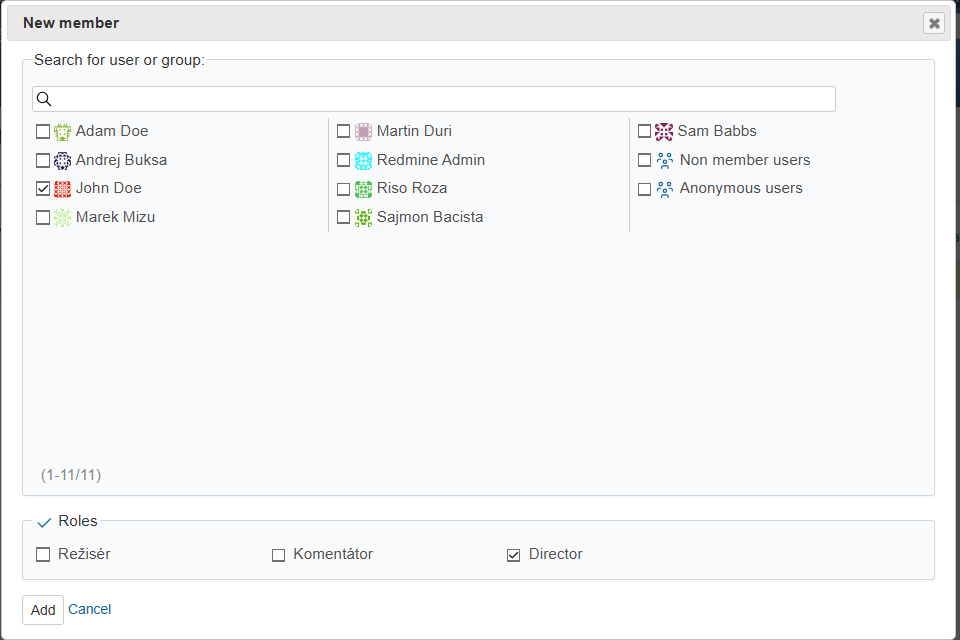 New member
Search for user or group:
Adam Doe
Andrej Buksa
John Doe
Marek Mizu
Martin Duri
Redmine Admin
Riso Roza
Sajmon Bacista
Sam Babbs
Non member users
Anonymous users
(1-11/11)
Roles
Režisér
Komentátor
Director
Add
Cancel